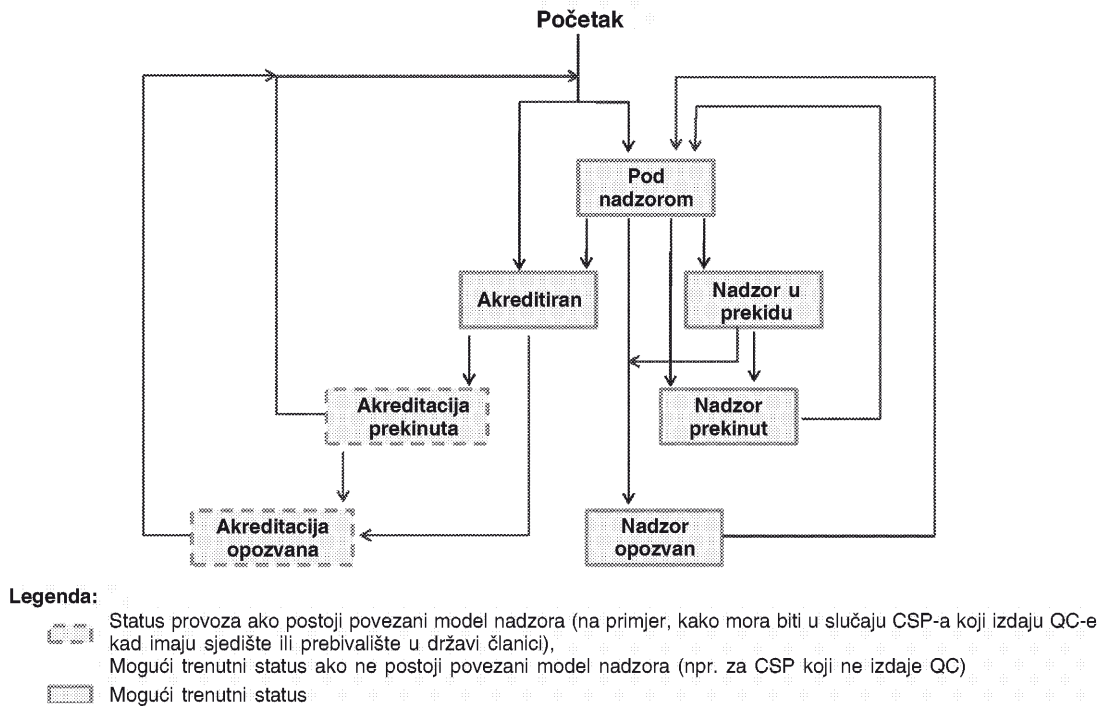 Početak
Pod
nadzorom
Akreditiran
Nadzor u
prekidu
Akreditacija
prekinuta
Nadzor
prekinut
Akreditacija
opozvana
Nadzor
opozvan
Legenda:
Status provoza ako postoji povezani model nadzora (na primjer, kako mora biti u slučaju CSP-a koji izdaju QC-e
kad imaju sjedište ili prebivalište u državi članici),
Mogući trenutni status ako ne postoji povezani model nadzora (npr. za CSP koji ne izdaje QC)
Mogući trenutni status